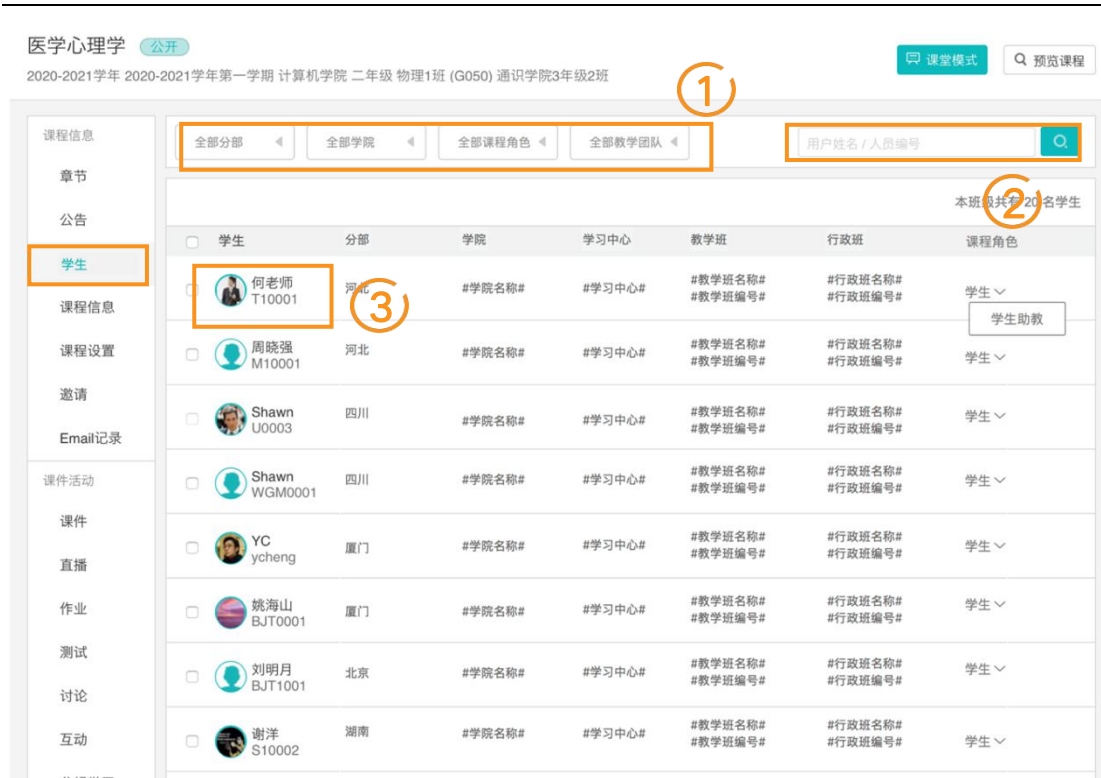 医学心理学 公开
2020-2021学年 2020-2021学年第一学期 计算机学院 二年级 物理1班 (G050) 通识学院3年级2班
课堂模式
预览课程
①
②
③
课程信息
章节
公告
学生
课程信息
课程设置
邀请
Email记录
课件活动
课件
直播
作业
测试
讨论
互动
全部分部 全部学院 全部课程角色 全部教学团队
用户姓名 / 人员编号
本班级共有 20 名学生
学生 分部 学院 学习中心 教学班 行政班 课程角色
何老师 河北 #学院名称# #学习中心# #教学班名称# #行政班名称# 学生
T10001 #教学班编号# #行政班编号#
学生助教
周晓强 河北 #学院名称# #学习中心# #教学班名称# #行政班名称# 学生
M10001 #教学班编号# #行政班编号#
Shawn 四川 #学院名称# #学习中心# #教学班名称# #行政班名称# 学生
U0003 #教学班编号# #行政班编号#
Shawn 四川 #学院名称# #学习中心# #教学班名称# #行政班名称# 学生
WGM0001 #教学班编号# #行政班编号#
YC 厦门 #学院名称# #学习中心# #教学班名称# #行政班名称# 学生
ycheng #教学班编号# #行政班编号#
姚海山 厦门 #学院名称# #学习中心# #教学班名称# #行政班名称# 学生
BJT0001 #教学班编号# #行政班编号#
刘明月 北京 #学院名称# #学习中心# #教学班名称# #行政班名称# 学生
BJT1001 #教学班编号# #行政班编号#
谢洋 湖南 #学院名称# #学习中心# #教学班名称# #行政班名称# 学生
S10002 #教学班编号# #行政班编号#